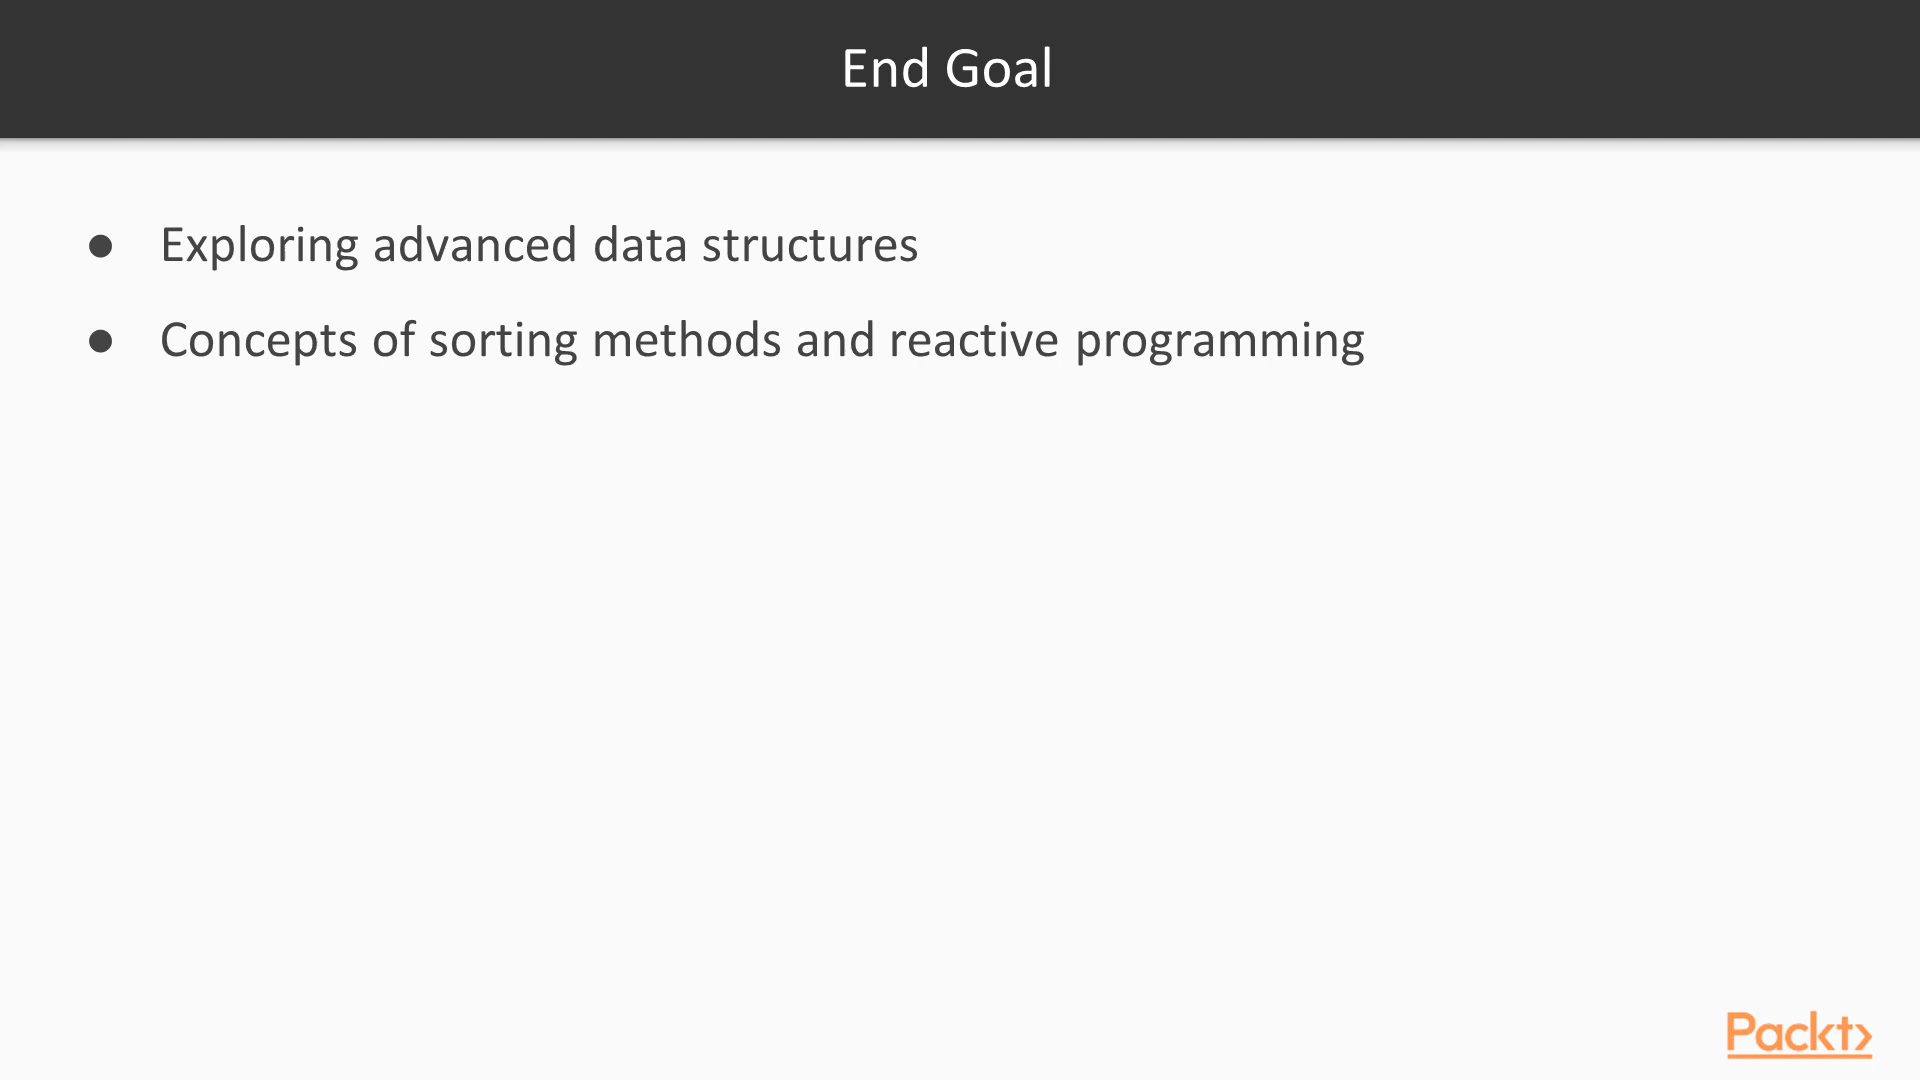 End Goal
● Exploring advanced data structures
● Concepts of sorting methods and reactive programming
Packt>